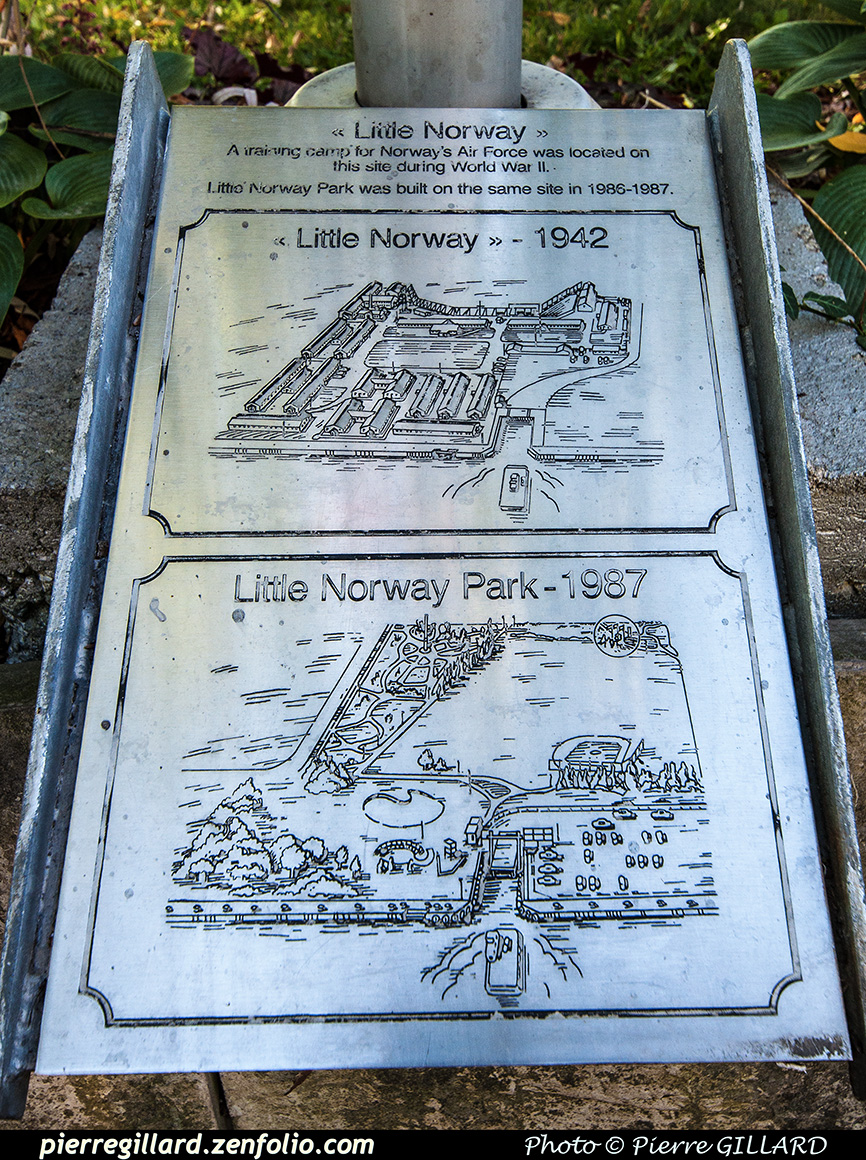 « Little Norway »
A training camp for Norway's Air Force was located on
this site during World War II.
Little Norway Park was built on the same site in 1986-1987.
« Little Norway » - 1942
Little Norway Park - 1987
pierregillard.zenfolio.com
Photo © Pierre GILLARD